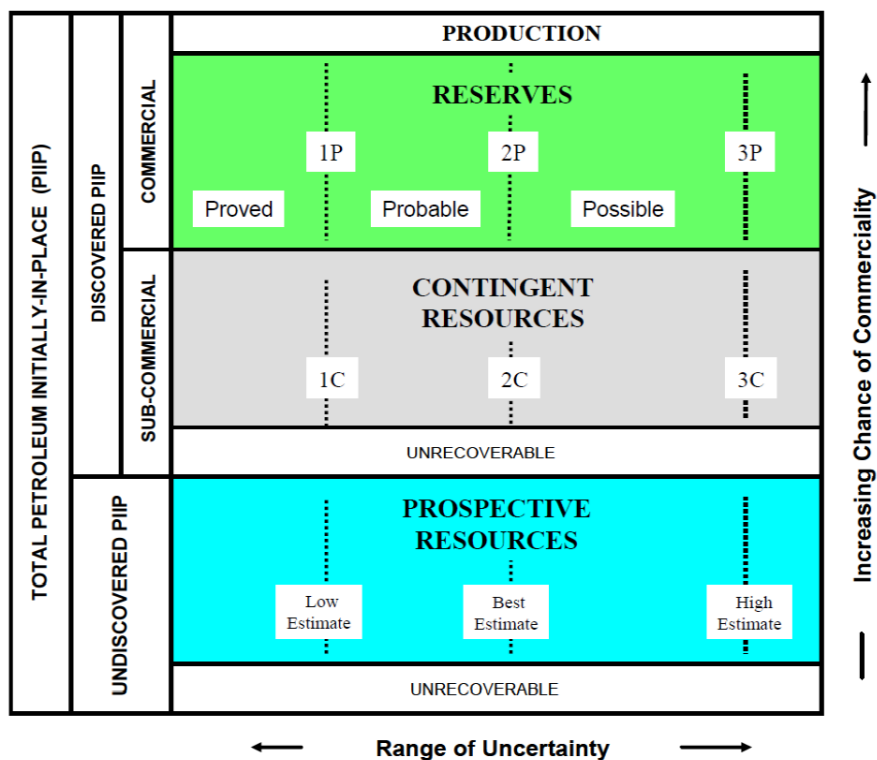 TOTAL PETROLEUM INITIALLY-IN-PLACE (PIIP)
DISCOVERED PIIP
UNDISCOVERED PIIP
COMMERCIAL
SUB-COMMERCIAL
PRODUCTION
RESERVES
1P
2P
3P
Proved
Probable
Possible
CONTINGENT
RESOURCES
1C
2C
3C
UNRECOVERABLE
PROSPECTIVE
RESOURCES
Low
Estimate
Best
Estimate
High
Estimate
UNRECOVERABLE
Increasing Chance of Commerciality
Range of Uncertainty